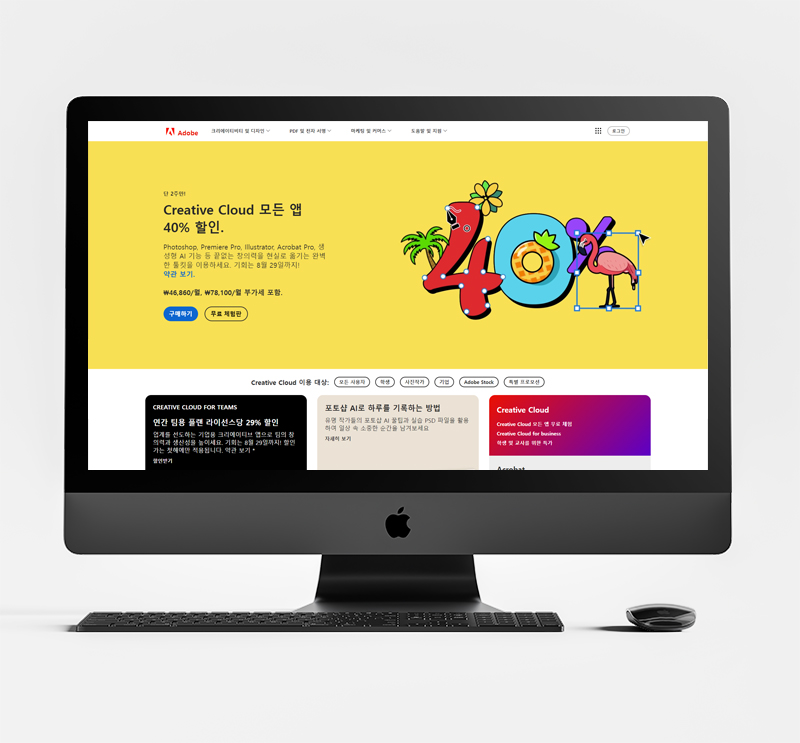 Adobe
크리에이티비티 및 디자인
PDF 및 전자 서명
마케팅 및 커머스
도움말 및 지원
로그인
단 2주만!
Creative Cloud 모든 앱
40% 할인.
Photoshop, Premiere Pro, Illustrator, Acrobat Pro, 생
성형 AI 기능 등 끝없는 창의력을 현실로 옮기는 완벽
한 툴킷을 이용하세요. 기회는 8월 29일까지!
약관 보기.
₩46,860/월, ₩78,100/월 부가세 포함.
구매하기
무료 체험판
40%
Creative Cloud 이용 대상:
모든 사용자
학생
사진작가
기업
Adobe Stock
특별 프로모션
CREATIVE CLOUD FOR TEAMS
연간 팀용 플랜 라이선스당 29% 할인
업계를 선도하는 기업용 크리에이티브 앱으로 팀의 창
의력과 생산성을 높이세요. 기회는 8월 29일까지! 할인
가는 첫해에만 적용됩니다. 약관 보기 *
할인받기
포토샵 AI로 하루를 기록하는 방법
유명 작가들의 포토샵 AI 꿀팁과 실습 PSD 파일을 활용
하여 일상 속 소중한 순간을 남겨보세요
자세히 보기
Creative Cloud
Creative Cloud 모든 앱 무료 체험
Creative Cloud for business
학생 및 교사를 위한 특가
Acrobat